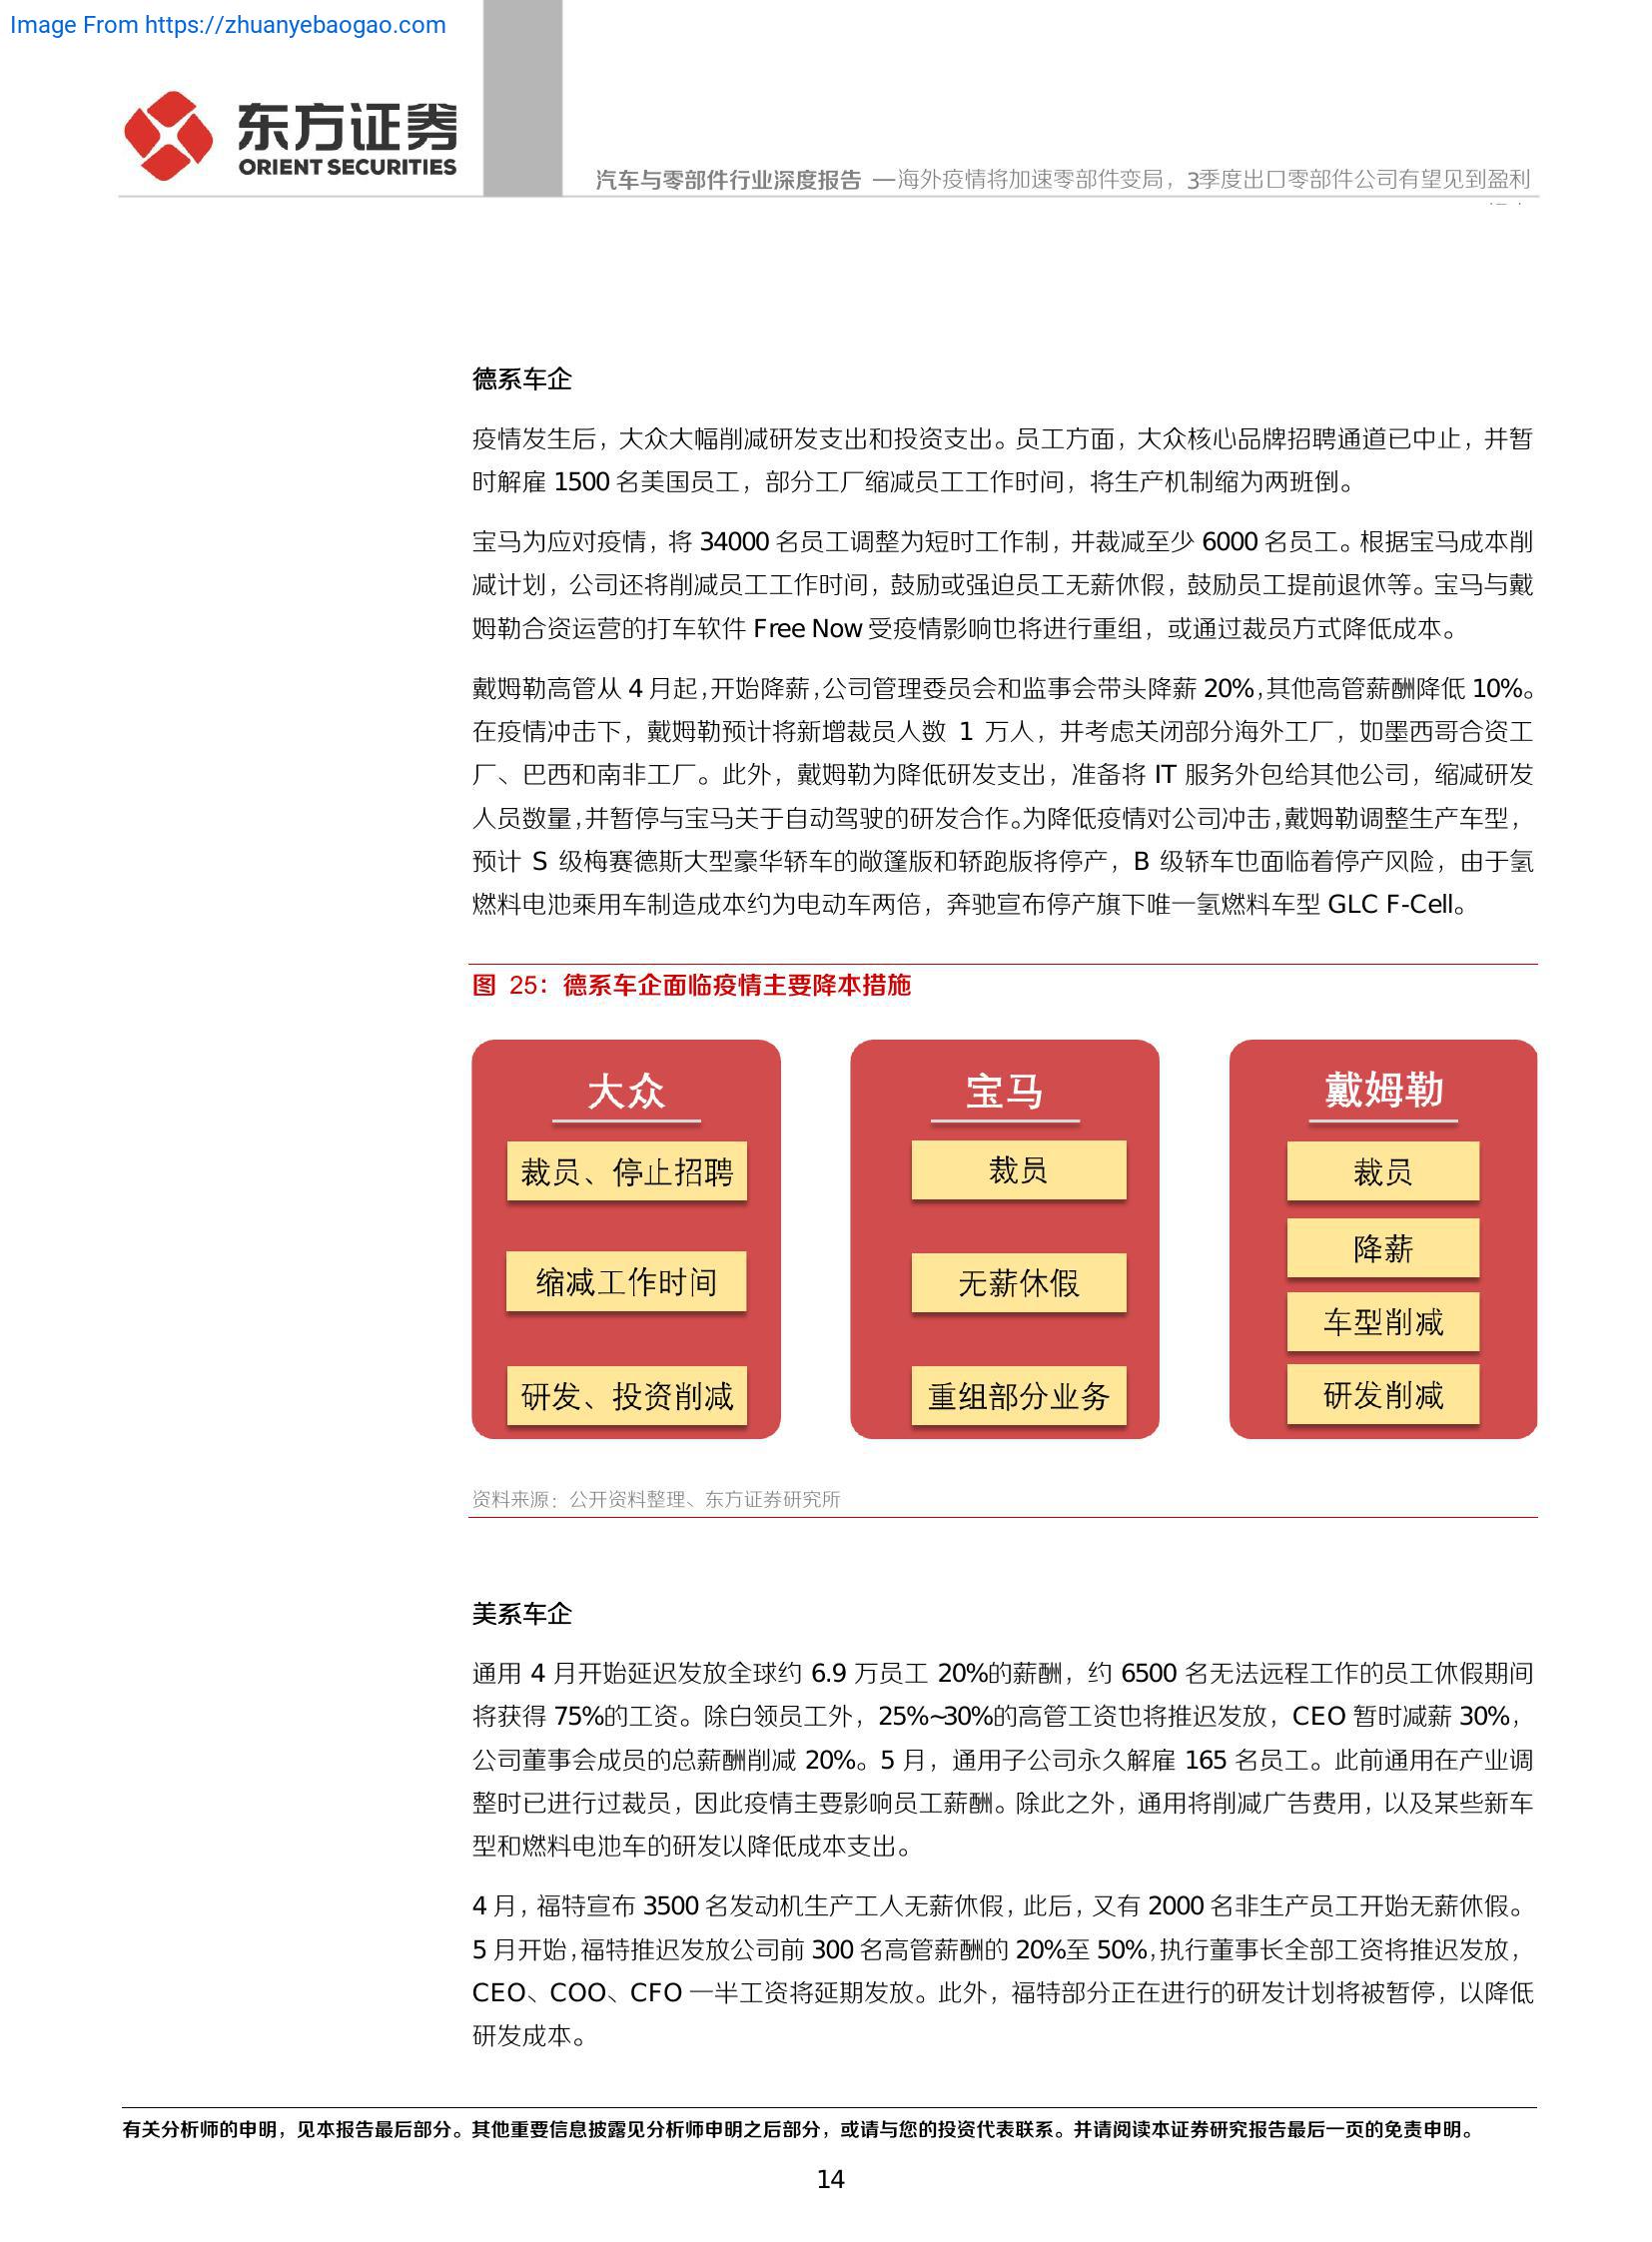 Image From https://zhuanyebaogao.com
东方证券
ORIENT SECURITIES
汽车与零部件行业深度报告 —海外疫情将加速零部件变局，3季度出口零部件公司有望见到盈利
德系车企
疫情发生后，大众大幅削减研发支出和投资支出。员工方面，大众核心品牌招聘通道已中止，并暂
时解雇 1500 名美国员工，部分工厂缩减员工工作时间，将生产机制缩为两班倒。
宝马为应对疫情，将 34000 名员工调整为短时工作制，并裁减至少 6000 名员工。根据宝马成本削
减计划，公司还将削减员工工作时间，鼓励或强迫员工无薪休假，鼓励员工提前退休等。宝马与戴
姆勒合资运营的打车软件 Free Now 受疫情影响也将进行重组，或通过裁员方式降低成本。
戴姆勒高管从 4 月起，开始降薪，公司管理委员会和监事会带头降薪 20%，其他高管薪酬降低 10%。
在疫情冲击下，戴姆勒预计将新增裁员人数 1 万人，并考虑关闭部分海外工厂，如墨西哥合资工
厂、巴西和南非工厂。此外，戴姆勒为降低研发支出，准备将 IT 服务外包给其他公司，缩减研发
人员数量，并暂停与宝马关于自动驾驶的研发合作。为降低疫情对公司冲击，戴姆勒调整生产车型，
预计 S 级梅赛德斯大型豪华轿车的敞篷版和轿跑版将停产，B 级轿车也面临着停产风险，由于氢
燃料电池乘用车制造成本约为电动车两倍，奔驰宣布停产旗下唯一氢燃料车型 GLC F-Cell。
图 25：德系车企面临疫情主要降本措施
大众
裁员、停止招聘
缩减工作时间
研发、投资削减
宝马
裁员
无薪休假
重组部分业务
戴姆勒
裁员
降薪
车型削减
研发削减
资料来源：公开资料整理、东方证券研究所
美系车企
通用 4 月开始延迟发放全球约 6.9 万员工 20%的薪酬，约 6500 名无法远程工作的员工休假期间
将获得 75%的工资。除白领员工外，25%~30%的高管工资也将推迟发放，CEO 暂时减薪 30%，
公司董事会成员的总薪酬削减 20%。5 月，通用子公司永久解雇 165 名员工。此前通用在产业调
整时已进行过裁员，因此疫情主要影响员工薪酬。除此之外，通用将削减广告费用，以及某些新车
型和燃料电池车的研发以降低成本支出。
4 月，福特宣布 3500 名发动机生产工人无薪休假，此后，又有 2000 名非生产员工开始无薪休假。
5 月开始，福特推迟发放公司前 300 名高管薪酬的 20%至 50%，执行董事长全部工资将推迟发放，
CEO、COO、CFO 一半工资将延期发放。此外，福特部分正在进行的研发计划将被暂停，以降低
研发成本。
有关分析师的申明，见本报告最后部分。其他重要信息披露见分析师申明之后部分，或请与您的投资代表联系。并请阅读本证券研究报告最后一页的免责申明。
14